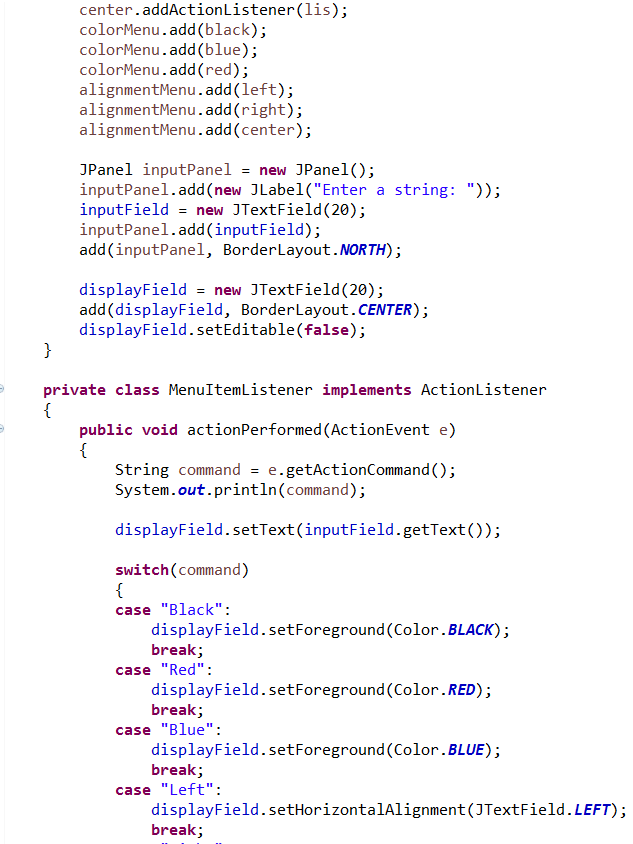 center.addActionListener(lis);
colorMenu.add(black);
colorMenu.add(blue);
colorMenu.add(red);
alignmentMenu.add(left);
alignmentMenu.add(right);
alignmentMenu.add(center);
JPanel inputPanel = new JPanel();
inputPanel.add(new JLabel("Enter a string: "));
inputField = new JTextField(20);
inputPanel.add(inputField);
add(inputPanel, BorderLayout.NORTH);
displayField = new JTextField(20);
add(displayField, BorderLayout.CENTER);
displayField.setEditable(false);
}
private class MenuItemListener implements ActionListener
{
public void actionPerformed(ActionEvent e)
{
String command = e.getActionCommand();
System.out.println(command);
displayField.setText(inputField.getText());
switch(command)
{
case "Black":
displayField.setForeground(Color.BLACK);
break;
case "Red":
displayField.setForeground(Color.RED);
break;
case "Blue":
displayField.setForeground(Color.BLUE);
break;
case "Left":
displayField.setHorizontalAlignment(JTextField.LEFT);
break;